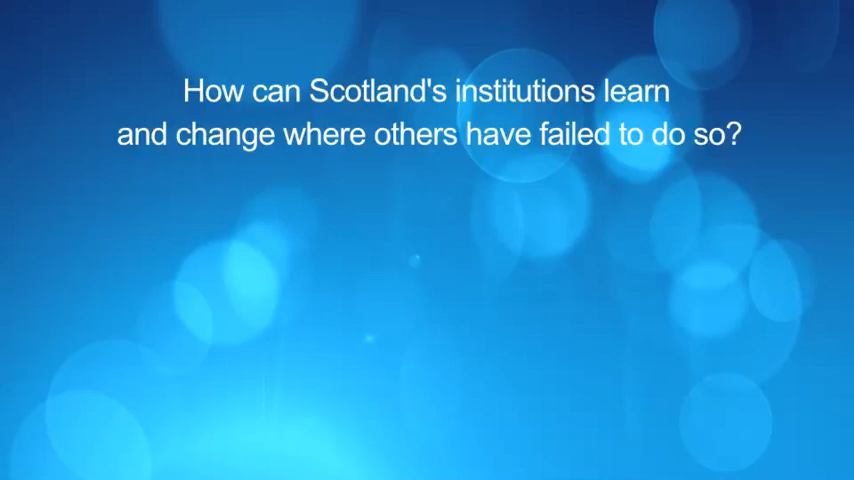 How can Scotland's institutions learn
and change where others have failed to do so?